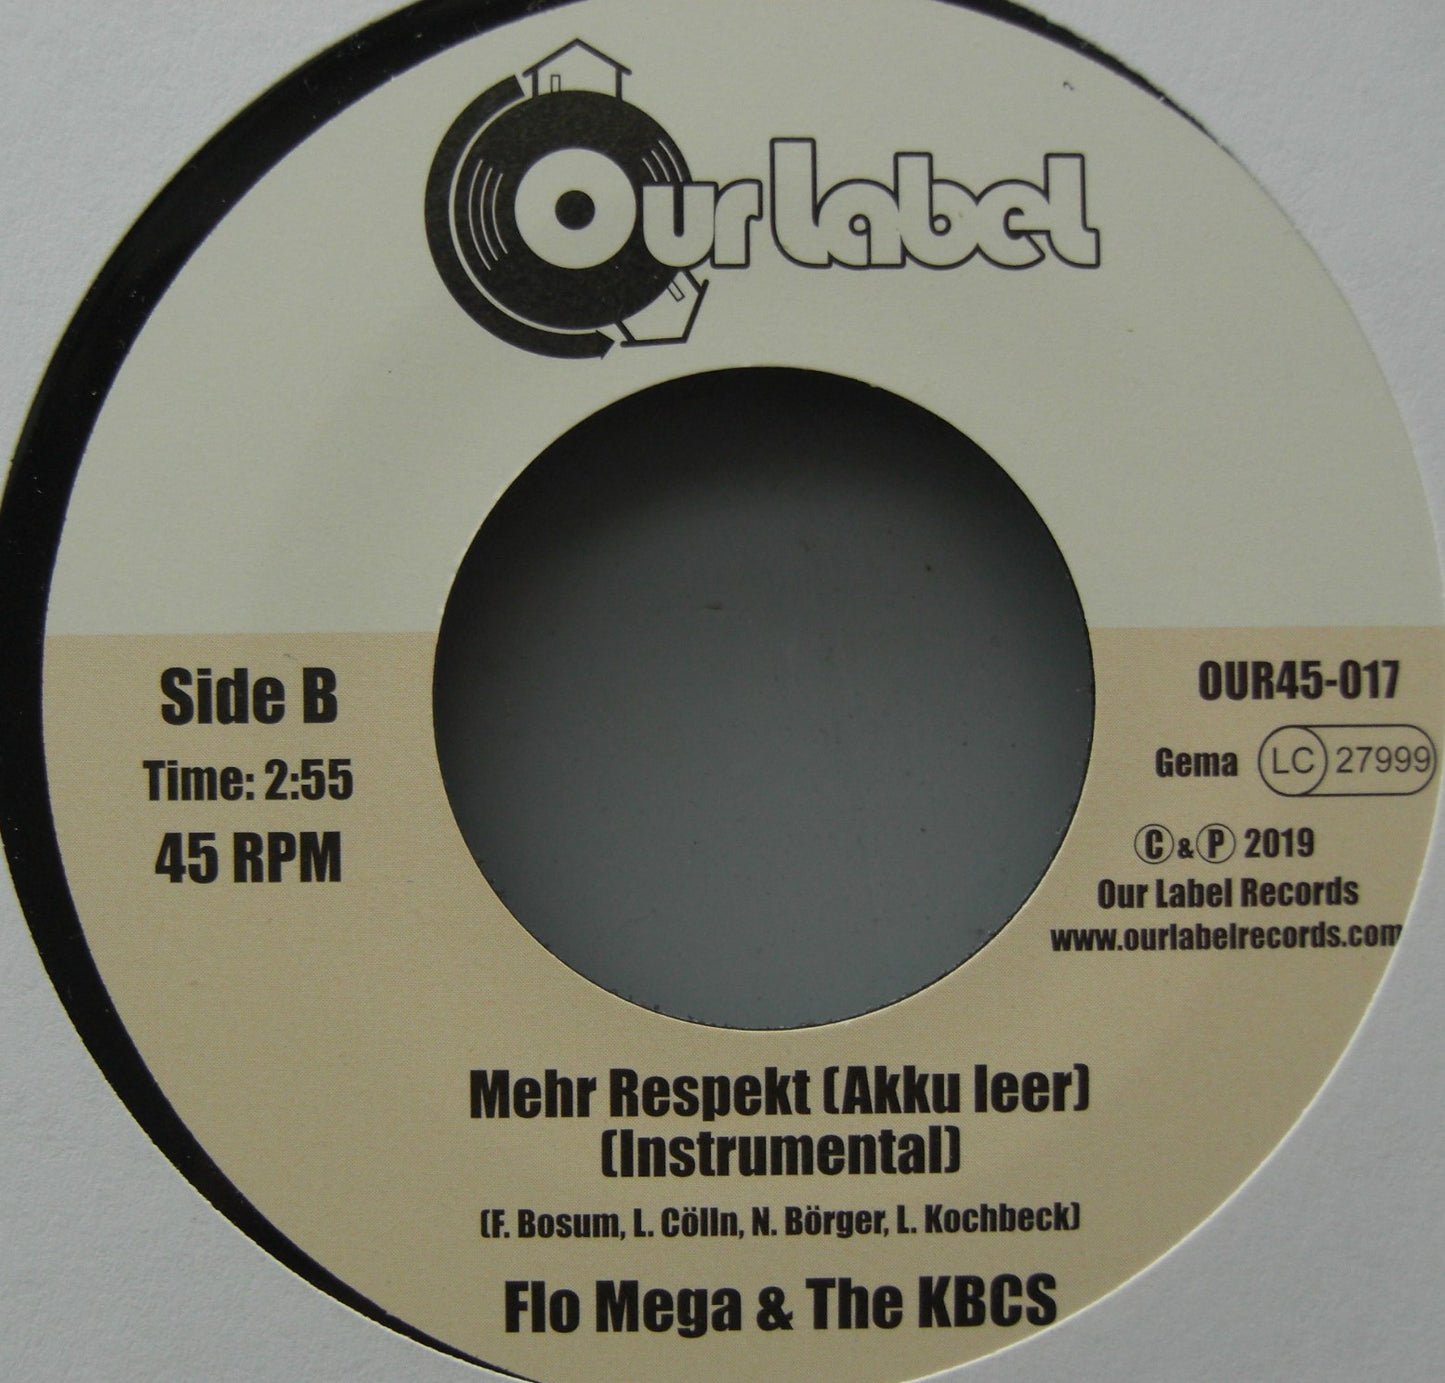 Our label
Side B
Time: 2:55
45 RPM
OUR45-017
Gema LC 27999
Ⓒ & Ⓟ 2019
Our Label Records
www.ourlabelrecords.com
Mehr Respekt (Akku leer)
(Instrumental)
(F. Bosum, L. Cölln, N. Börger, L. Kochbeck)
Flo Mega & The KBCS